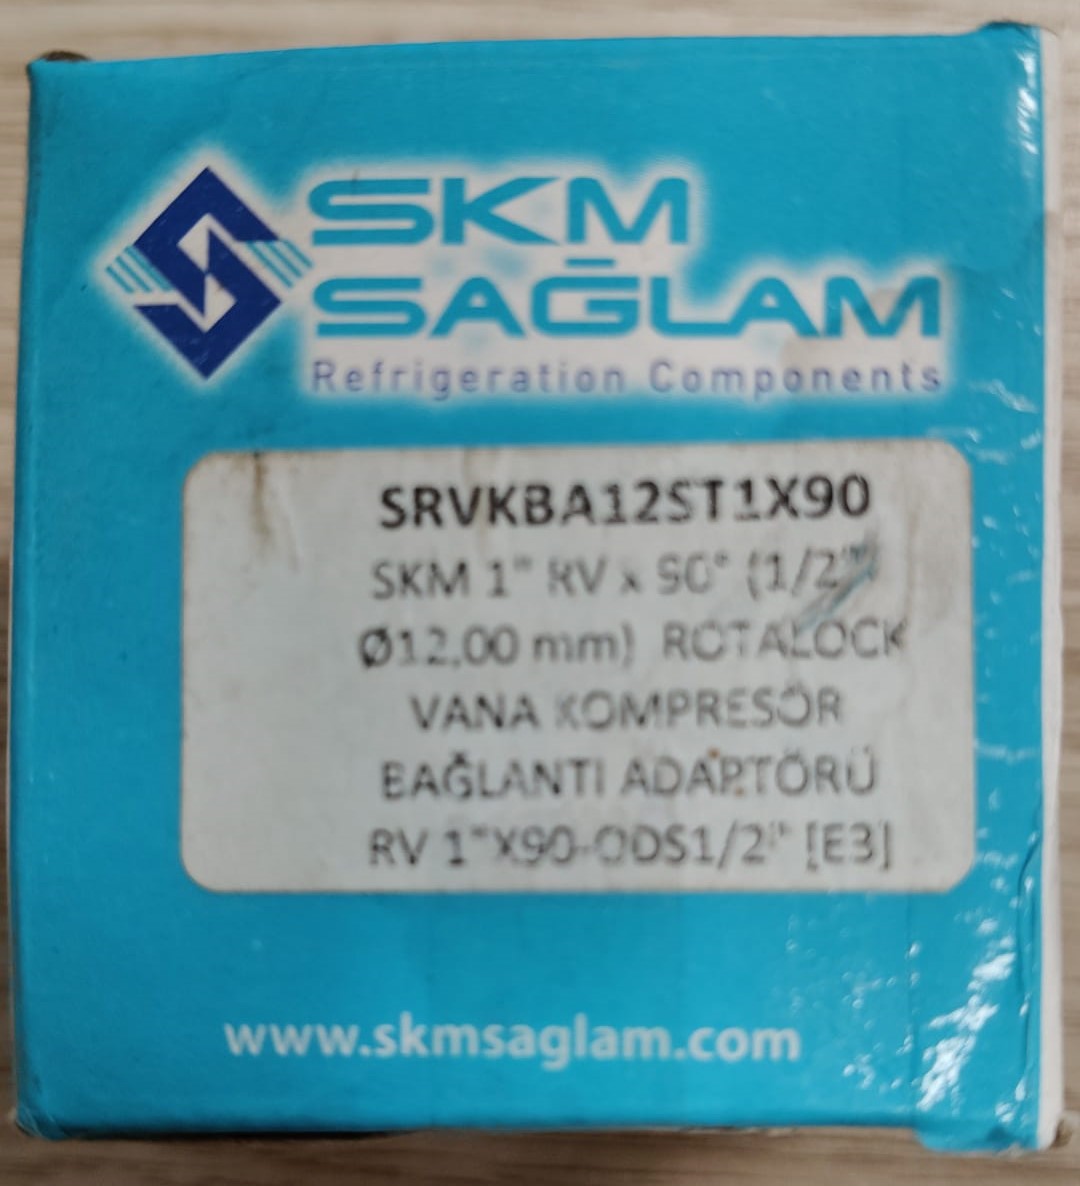 SKM
SAĞLAM
Refrigeration Components
SRVKBA12ST1X90
SKM 1" RV x 90° (1/2"
Ø12,00 mm) ROTALOCK
VANA KOMPRESÖR
BAĞLANTI ADAPTÖRÜ
RV 1"X90-ODS1/2" [E3]
www.skmsaglam.com